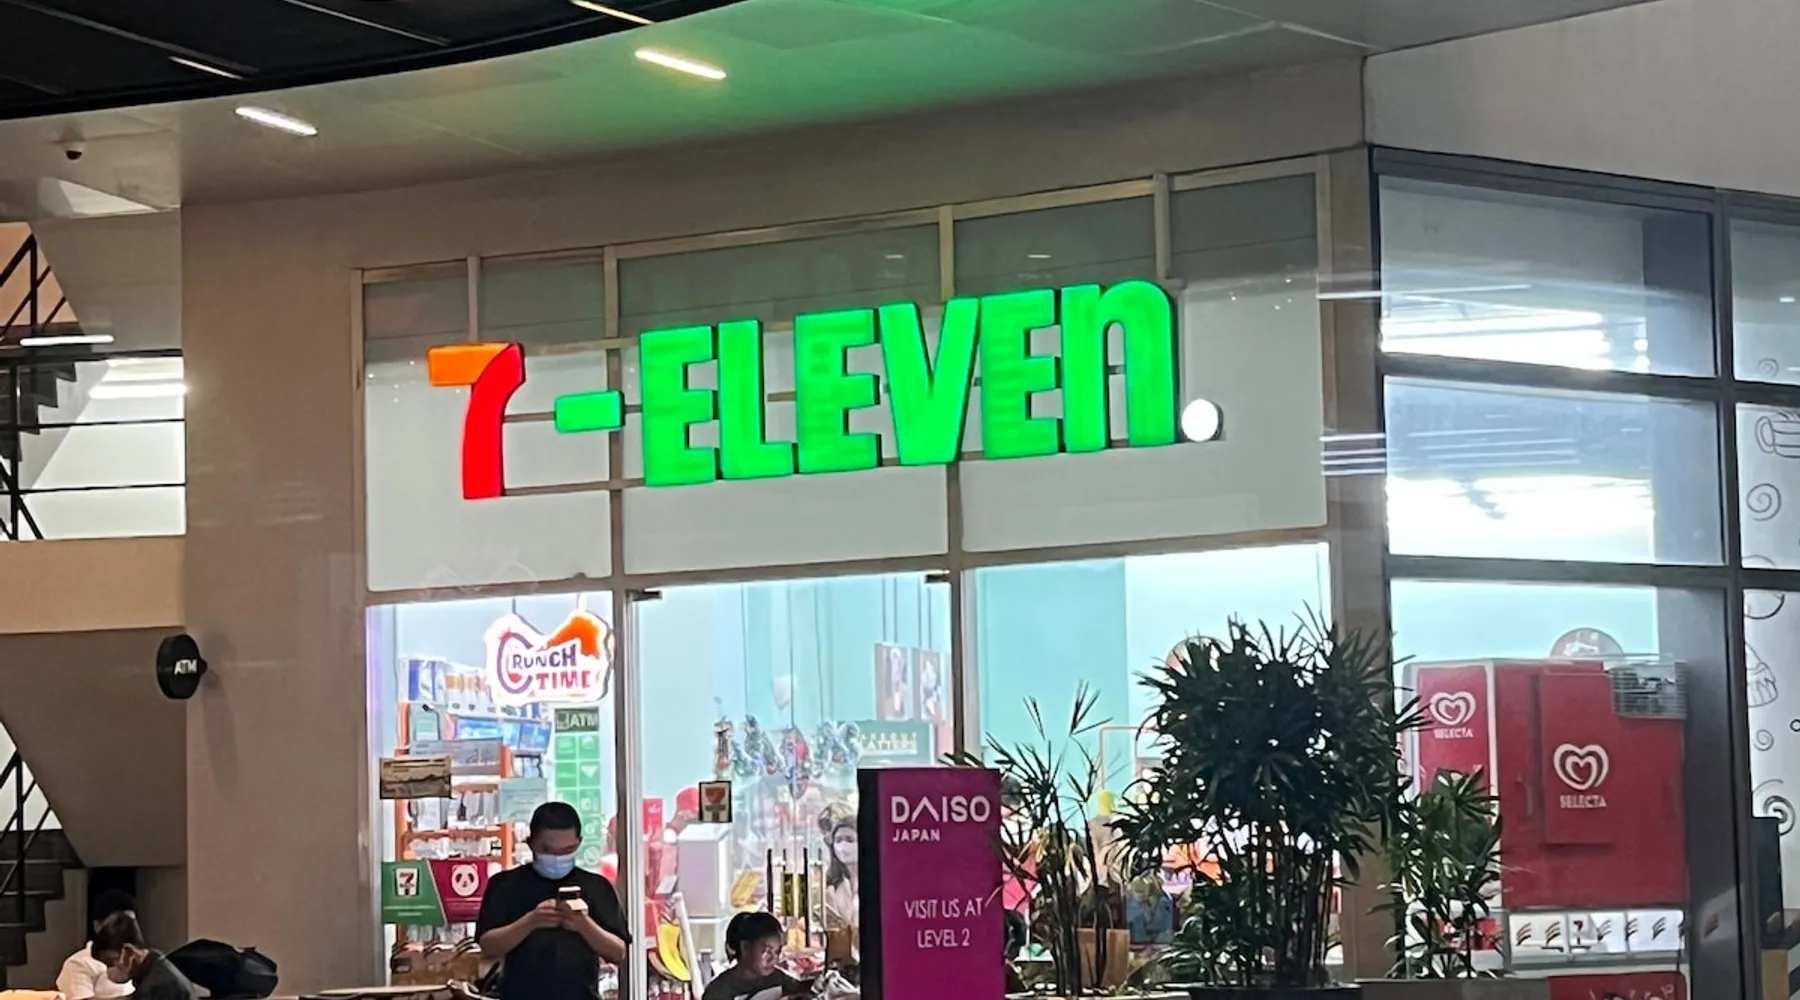 7-ELEVEn
CRUNCH
TIME
ATM
ATM
DAISO
JAPAN
VISIT US AT
LEVEL 2
SELECTA
SELECTA